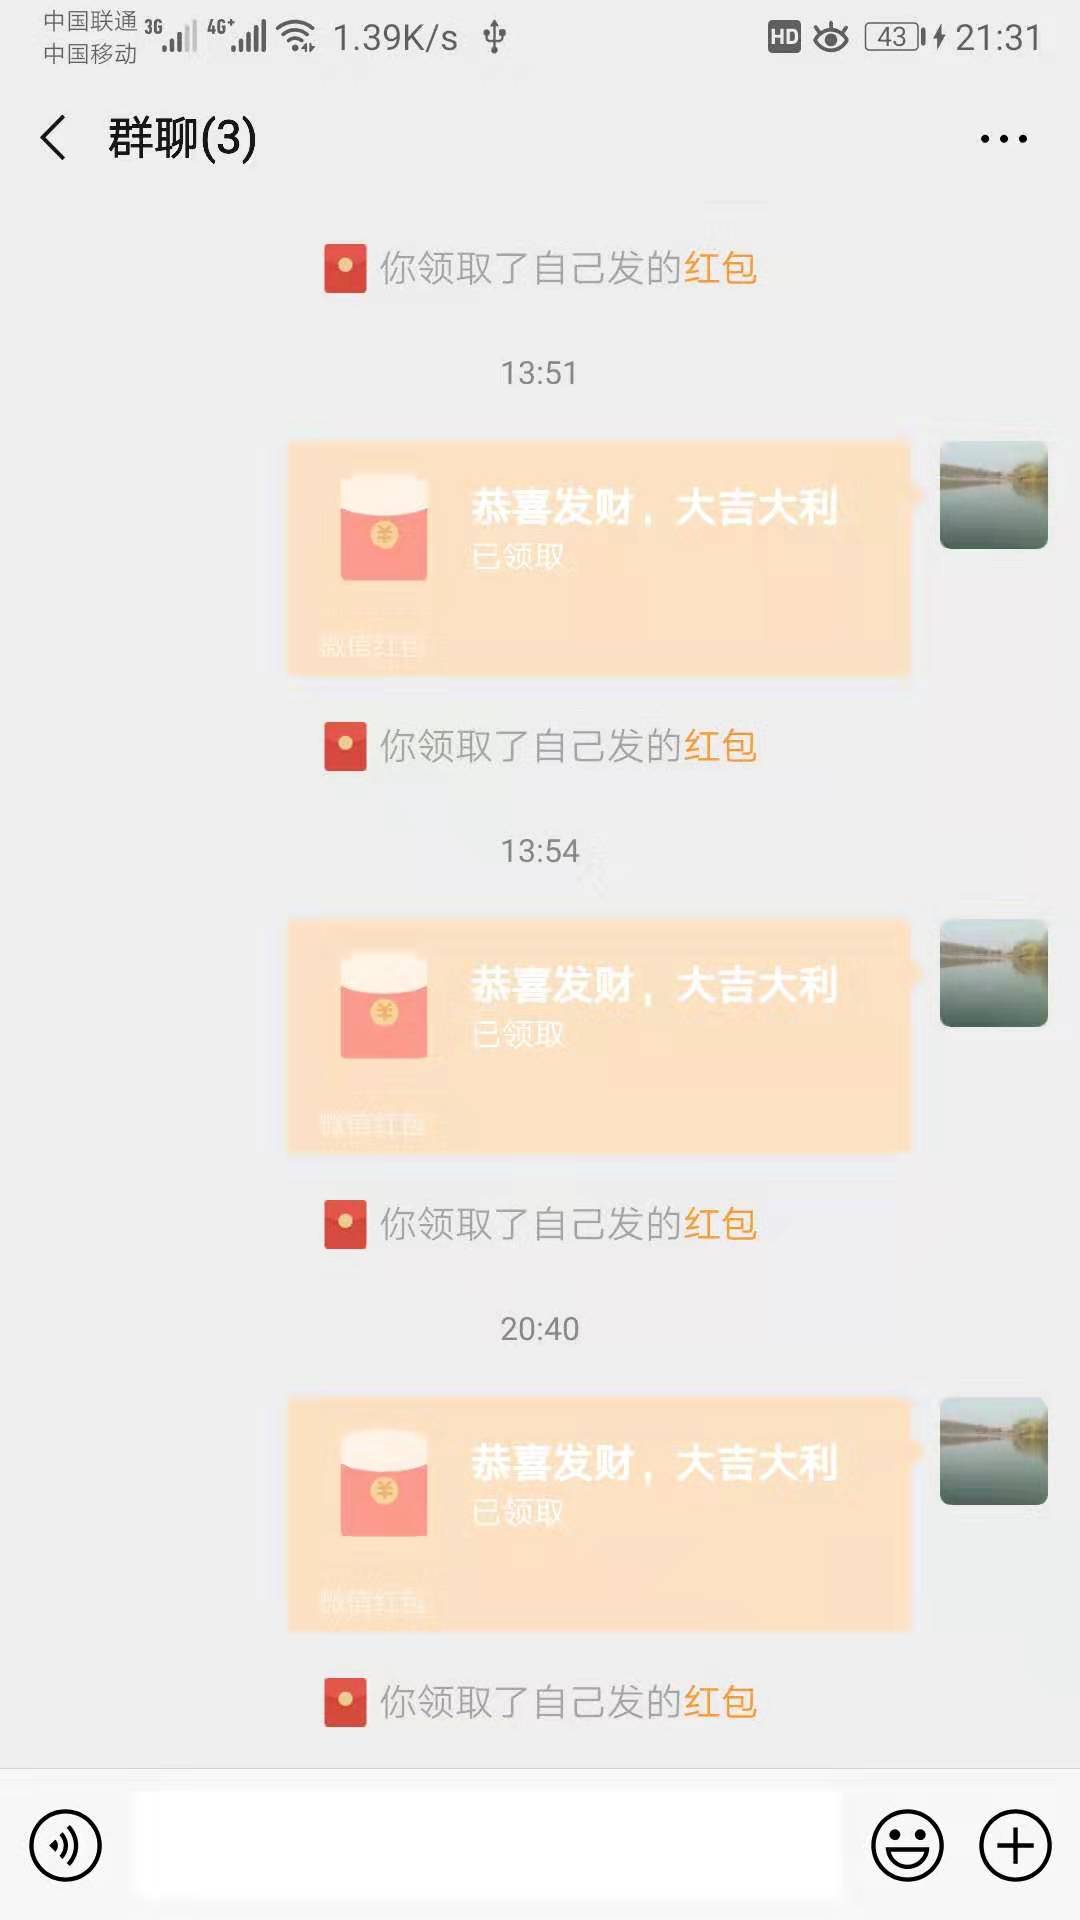 中国联通 3G 4G+ 1.39K/s HD 43 21:31
中国移动
群聊(3)
你领取了自己发的红包
13:51
恭喜发财，大吉大利
已领取
微信红包
你领取了自己发的红包
13:54
恭喜发财，大吉大利
已领取
微信红包
你领取了自己发的红包
20:40
恭喜发财，大吉大利
已领取
微信红包
你领取了自己发的红包